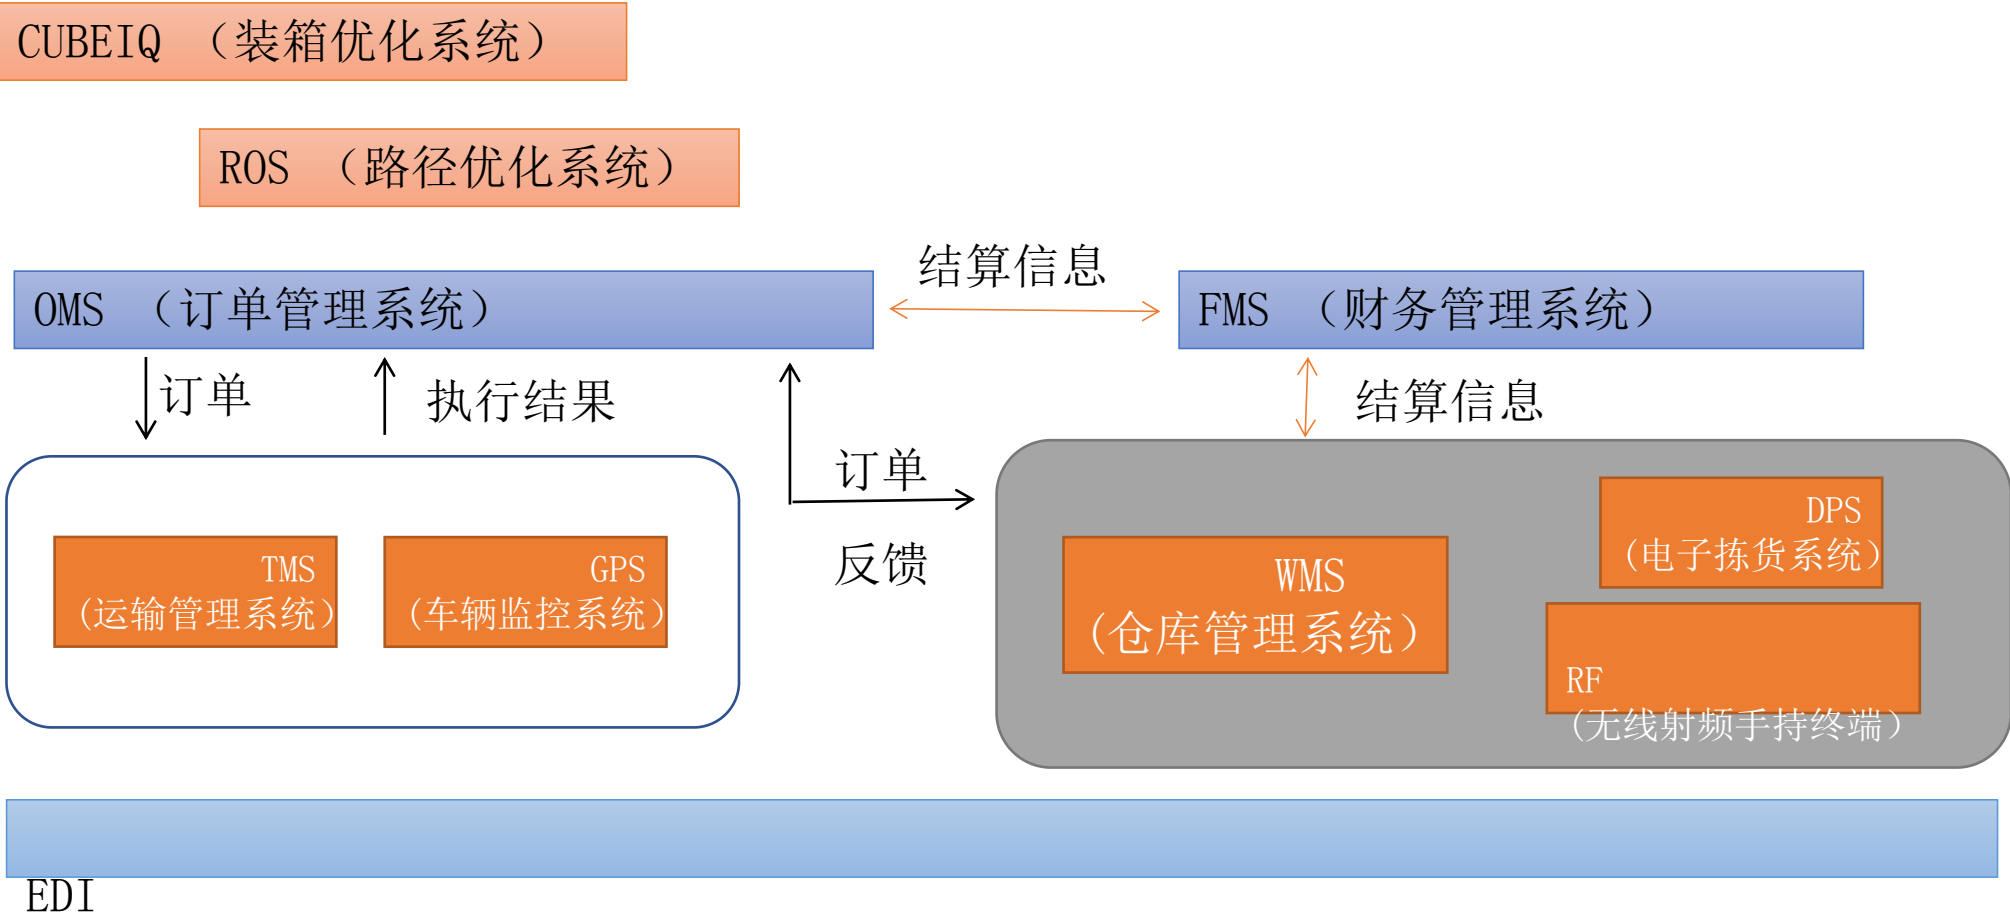 CUBEIQ （装箱优化系统）
ROS （路径优化系统）
结算信息
OMS （订单管理系统）
FMS （财务管理系统）
订单
执行结果
结算信息
订单
反馈
TMS
（运输管理系统）
GPS
（车辆监控系统）
WMS
（仓库管理系统）
DPS
（电子拣货系统）
RF
（无线射频手持终端）
EDI